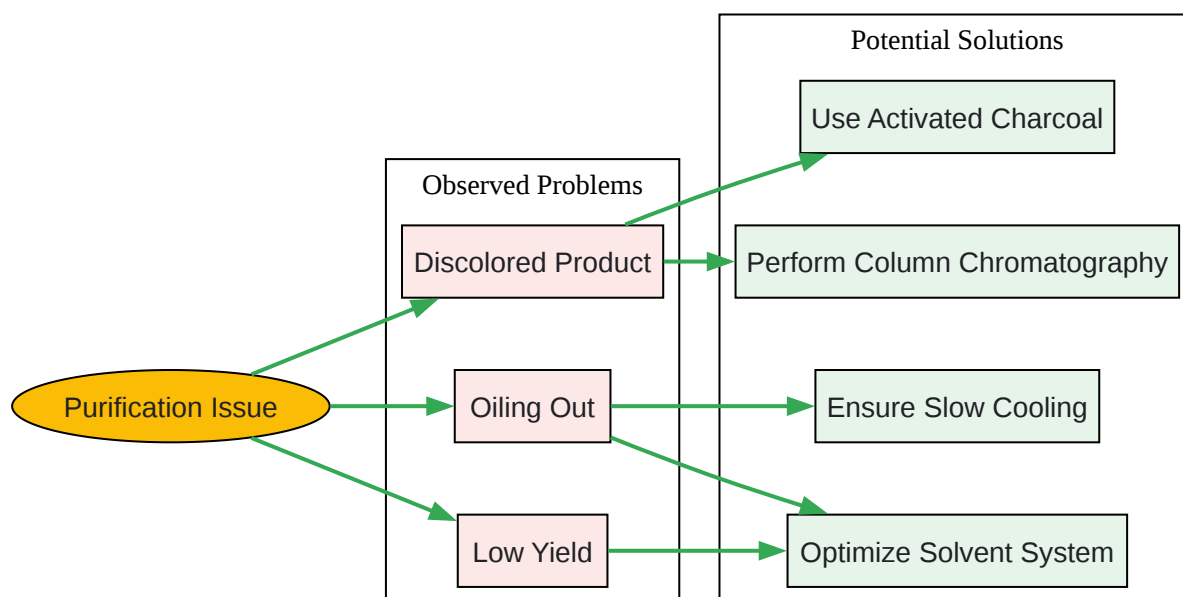 Potential Solutions
Use Activated Charcoal
Observed Problems
Discolored Product
Perform Column Chromatography
Purification Issue
Oiling Out
Ensure Slow Cooling
Low Yield
Optimize Solvent System